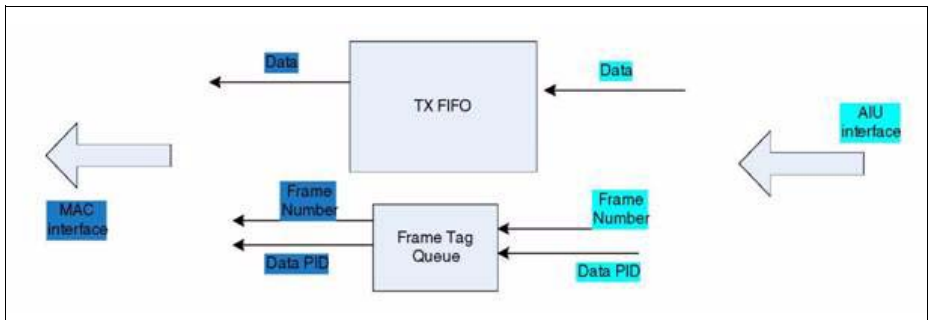 Data
Data
TX FIFO
AIU
interface
MAC
interface
Frame
Number
Frame
Number
Frame Tag
Queue
Data PID
Data PID